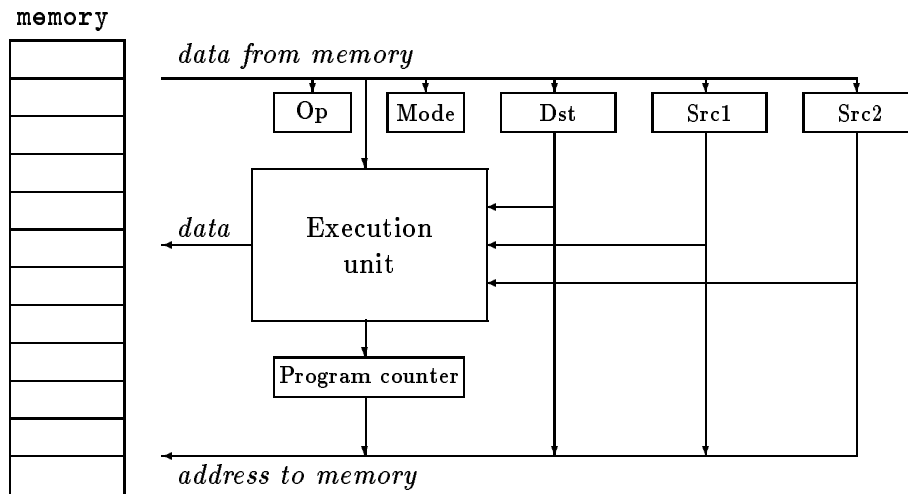 memory
data from memory
Op
Mode
Dst
Src1
Src2
data
Execution
unit
Program counter
address to memory